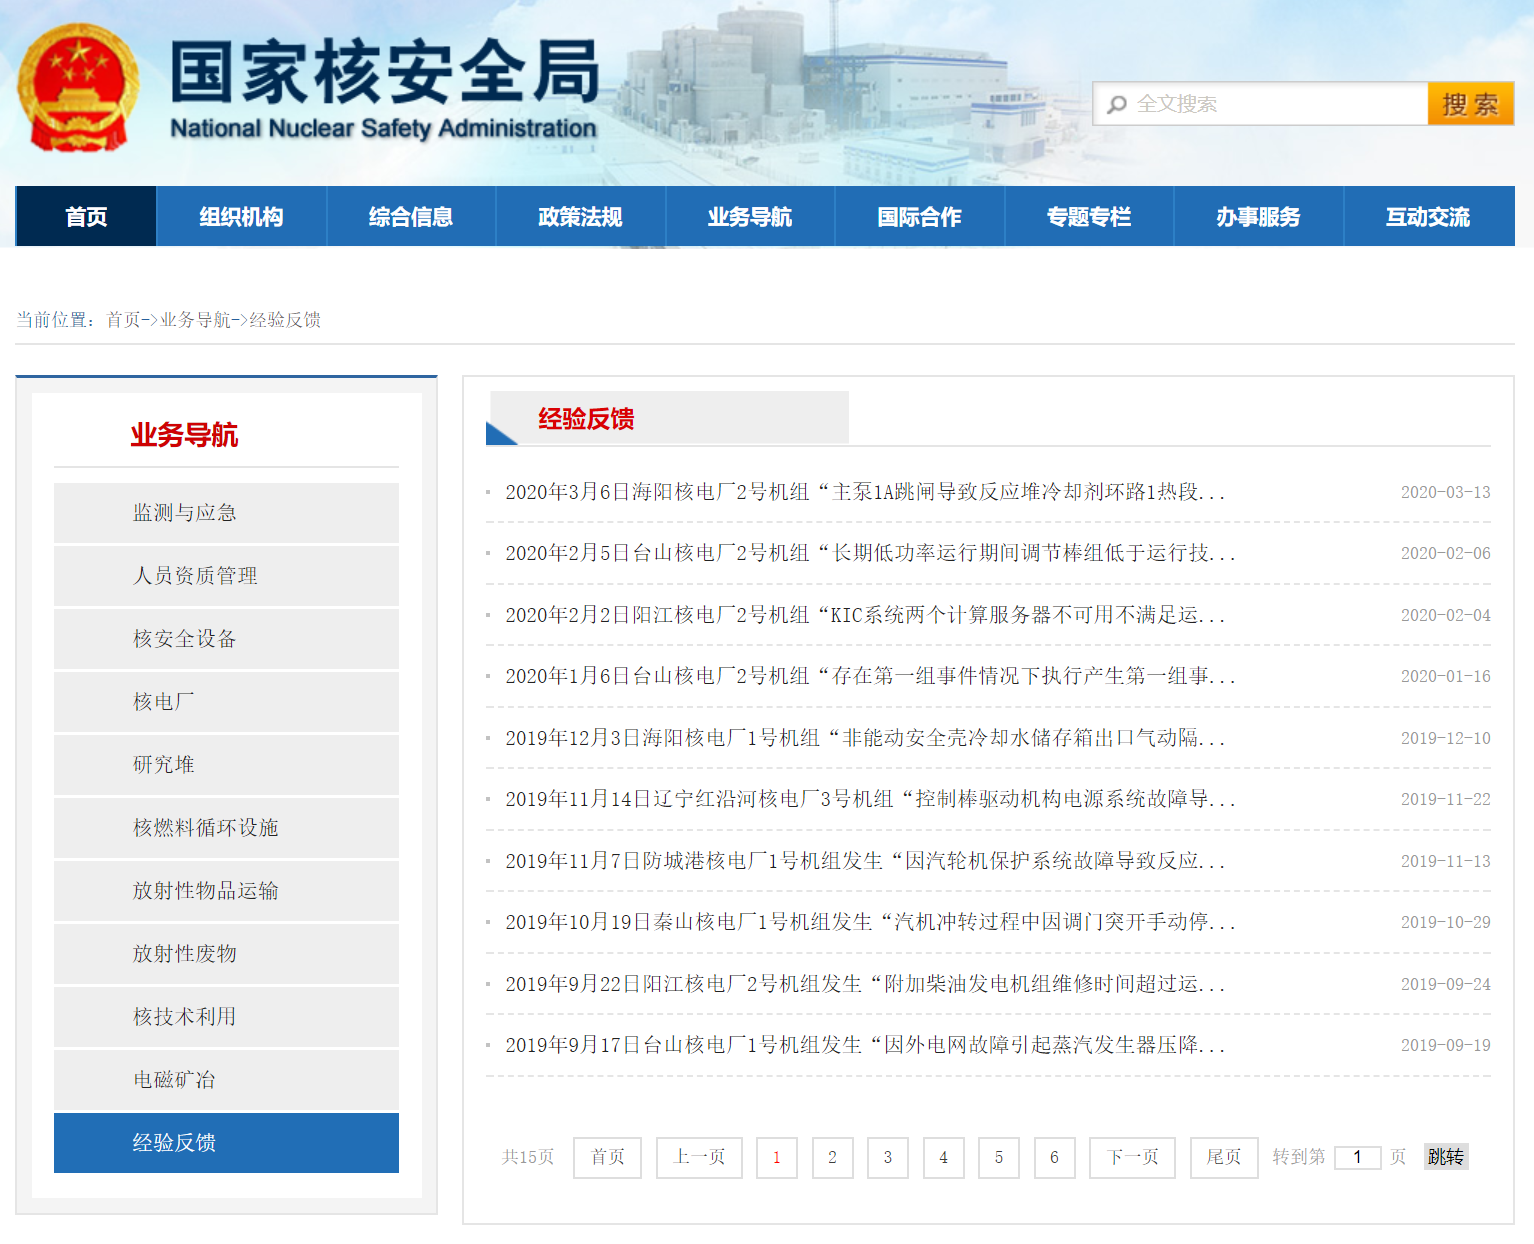 国家核安全局
National Nuclear Safety Administration
全文搜索
搜索
首页 组织机构 综合信息 政策法规 业务导航 国际合作 专题专栏 办事服务 互动交流
当前位置：首页->业务导航->经验反馈
业务导航
监测与应急
人员资质管理
核安全设备
核电厂
研究堆
核燃料循环设施
放射性物品运输
放射性废物
核技术利用
电磁矿冶
经验反馈
经验反馈
2020年3月6日海阳核电厂2号机组“主泵1A跳闸导致反应堆冷却剂环路1热段... 2020-03-13
2020年2月5日台山核电厂2号机组“长期低功率运行期间调节棒组低于运行技... 2020-02-06
2020年2月2日阳江核电厂2号机组“KIC系统两个计算服务器不可用不满足运... 2020-02-04
2020年1月6日台山核电厂2号机组“存在第一组事件情况下执行产生第一组事... 2020-01-16
2019年12月3日海阳核电厂1号机组“非能动安全壳冷却水储存箱出口气动隔... 2019-12-10
2019年11月14日辽宁红沿河核电厂3号机组“控制棒驱动机构电源系统故障导... 2019-11-22
2019年11月7日防城港核电厂1号机组发生“因汽轮机保护系统故障导致反应... 2019-11-13
2019年10月19日秦山核电厂1号机组发生“汽机冲转过程中因调门突开手动停... 2019-10-29
2019年9月22日阳江核电厂2号机组发生“附加柴油发电机组维修时间超过运... 2019-09-24
2019年9月17日台山核电厂1号机组发生“因外电网故障引起蒸汽发生器压降... 2019-09-19
共15页 首页 上一页 1 2 3 4 5 6 下一页 尾页 转到第 1 页 跳转